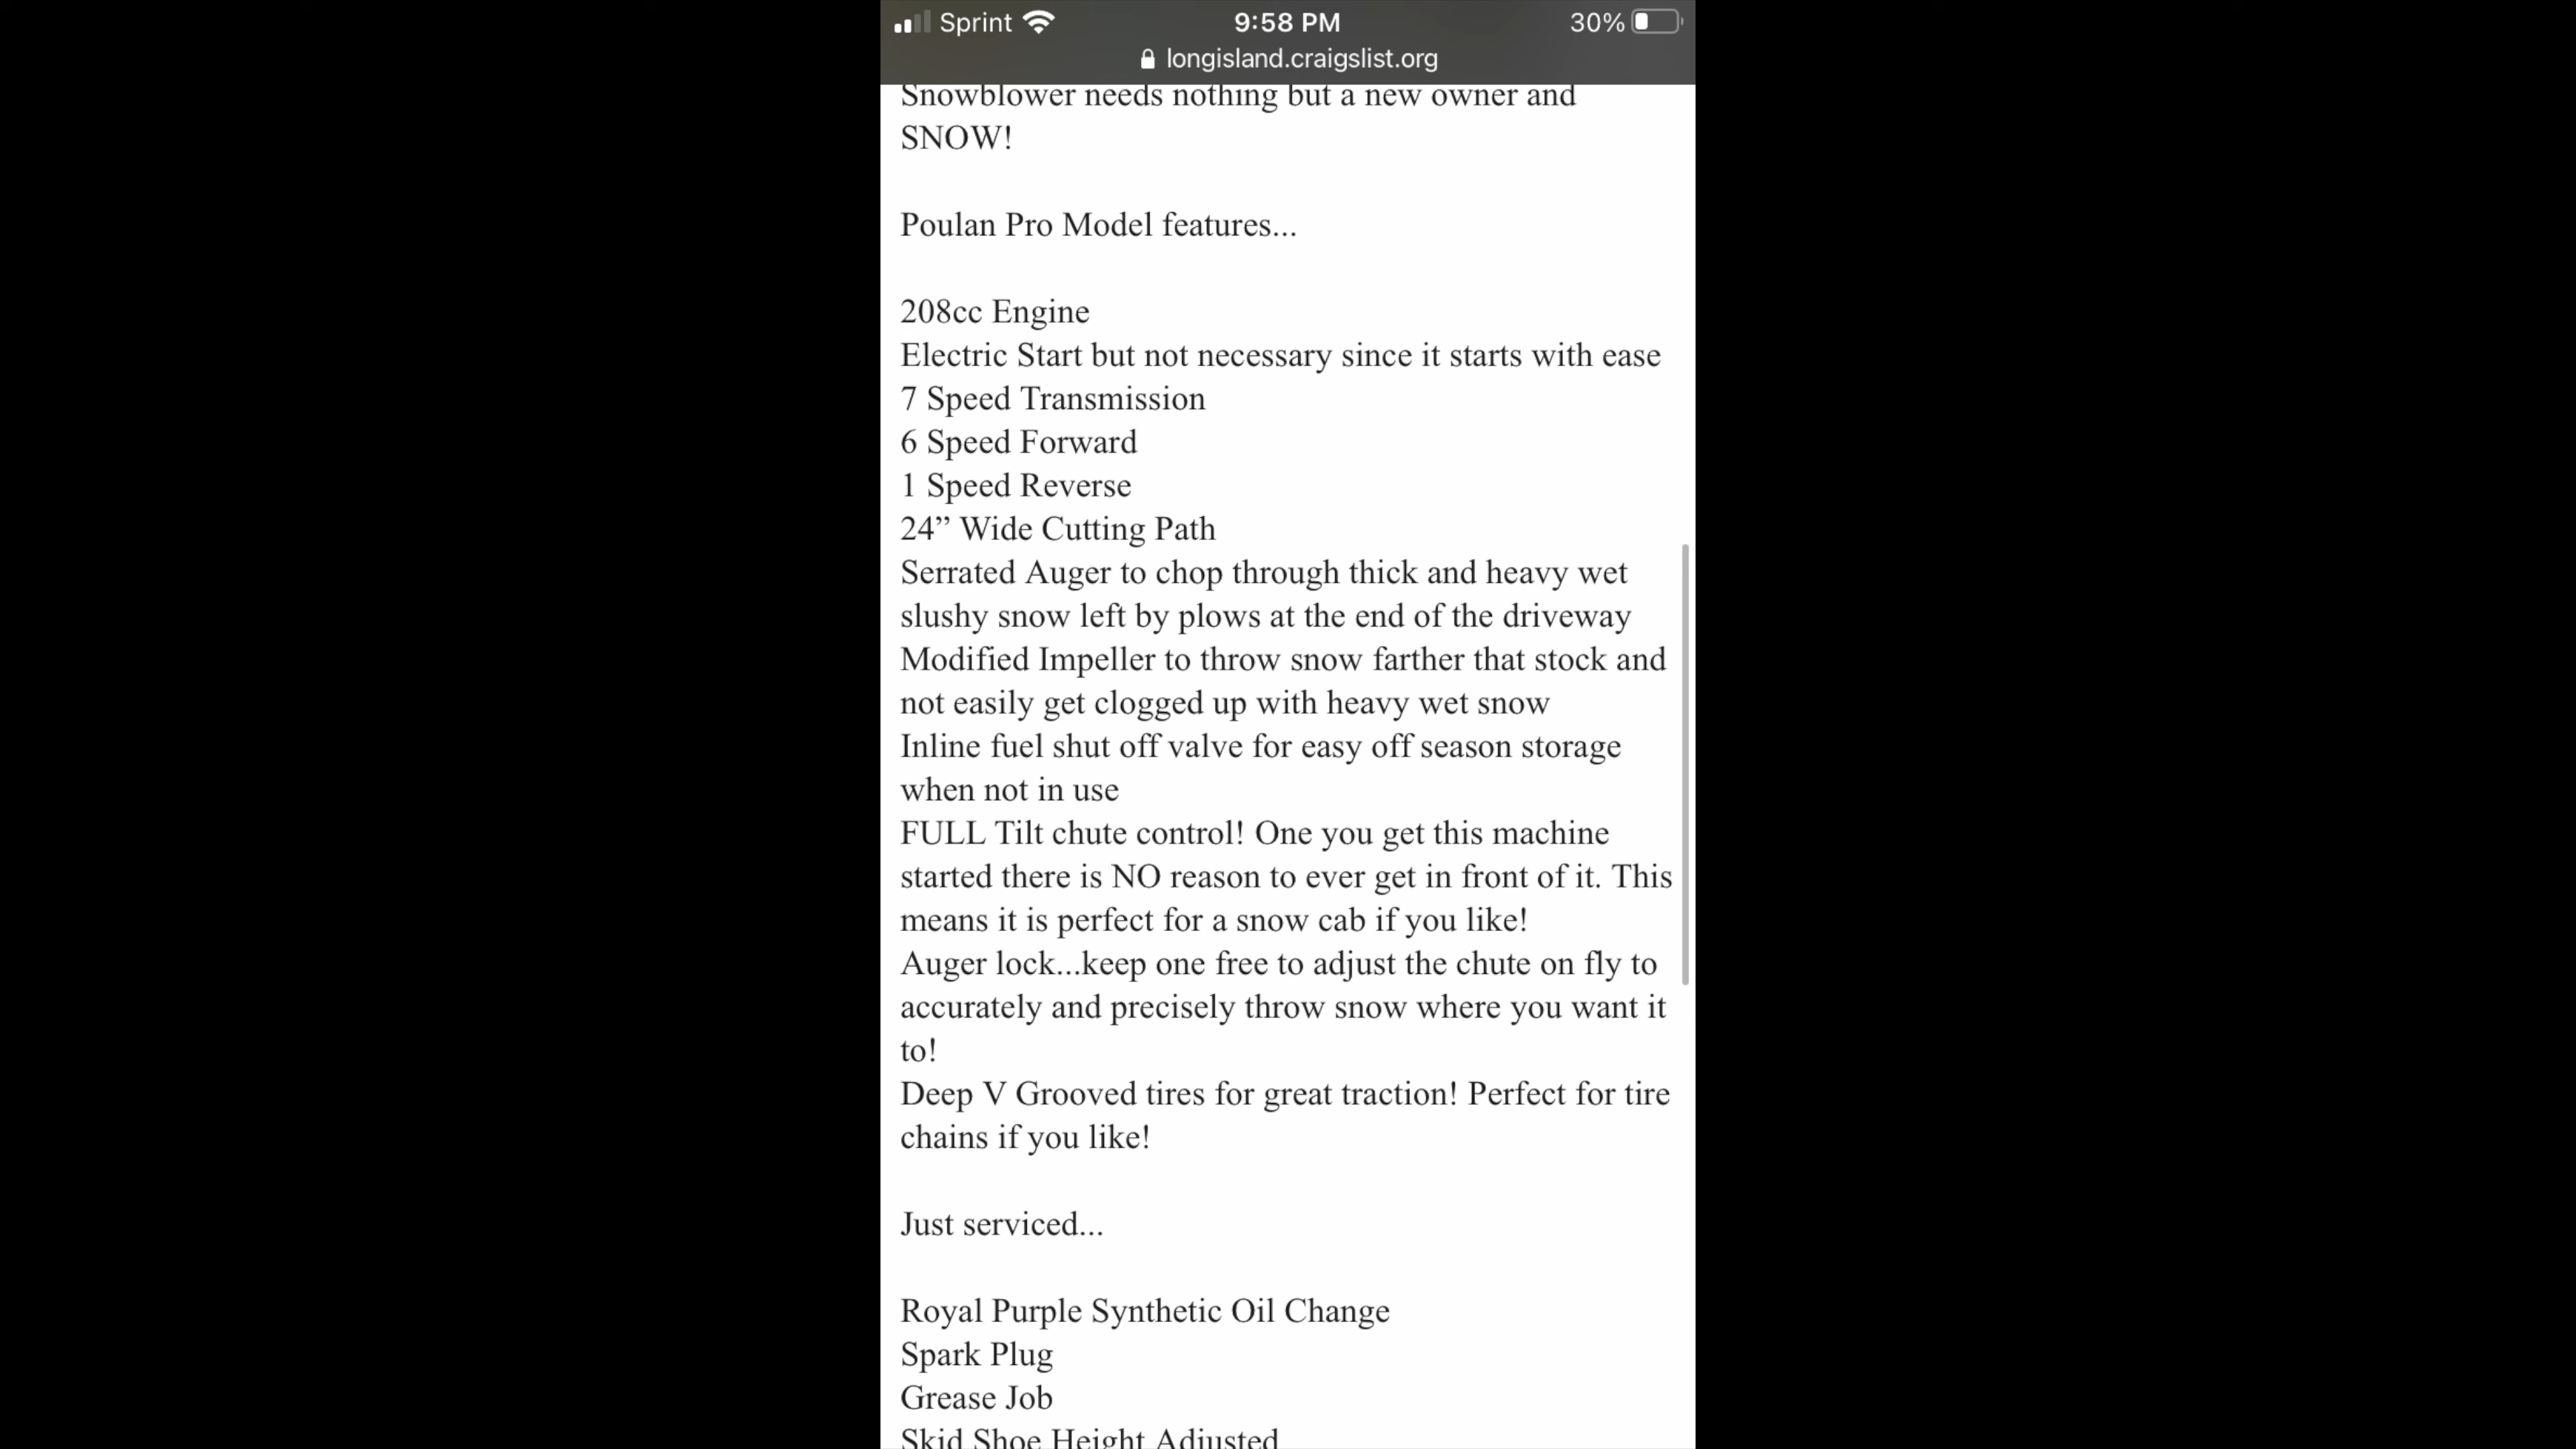 Sprint 9:58 PM 30%
longisland.craigslist.org
Snowblower needs nothing but a new owner and
SNOW!
Poulan Pro Model features...
208cc Engine
Electric Start but not necessary since it starts with ease
7 Speed Transmission
6 Speed Forward
1 Speed Reverse
24” Wide Cutting Path
Serrated Auger to chop through thick and heavy wet
slushy snow left by plows at the end of the driveway
Modified Impeller to throw snow farther that stock and
not easily get clogged up with heavy wet snow
Inline fuel shut off valve for easy off season storage
when not in use
FULL Tilt chute control! One you get this machine
started there is NO reason to ever get in front of it. This
means it is perfect for a snow cab if you like!
Auger lock...keep one free to adjust the chute on fly to
accurately and precisely throw snow where you want it
to!
Deep V Grooved tires for great traction! Perfect for tire
chains if you like!
Just serviced...
Royal Purple Synthetic Oil Change
Spark Plug
Grease Job
Skid Shoe Height Adjusted